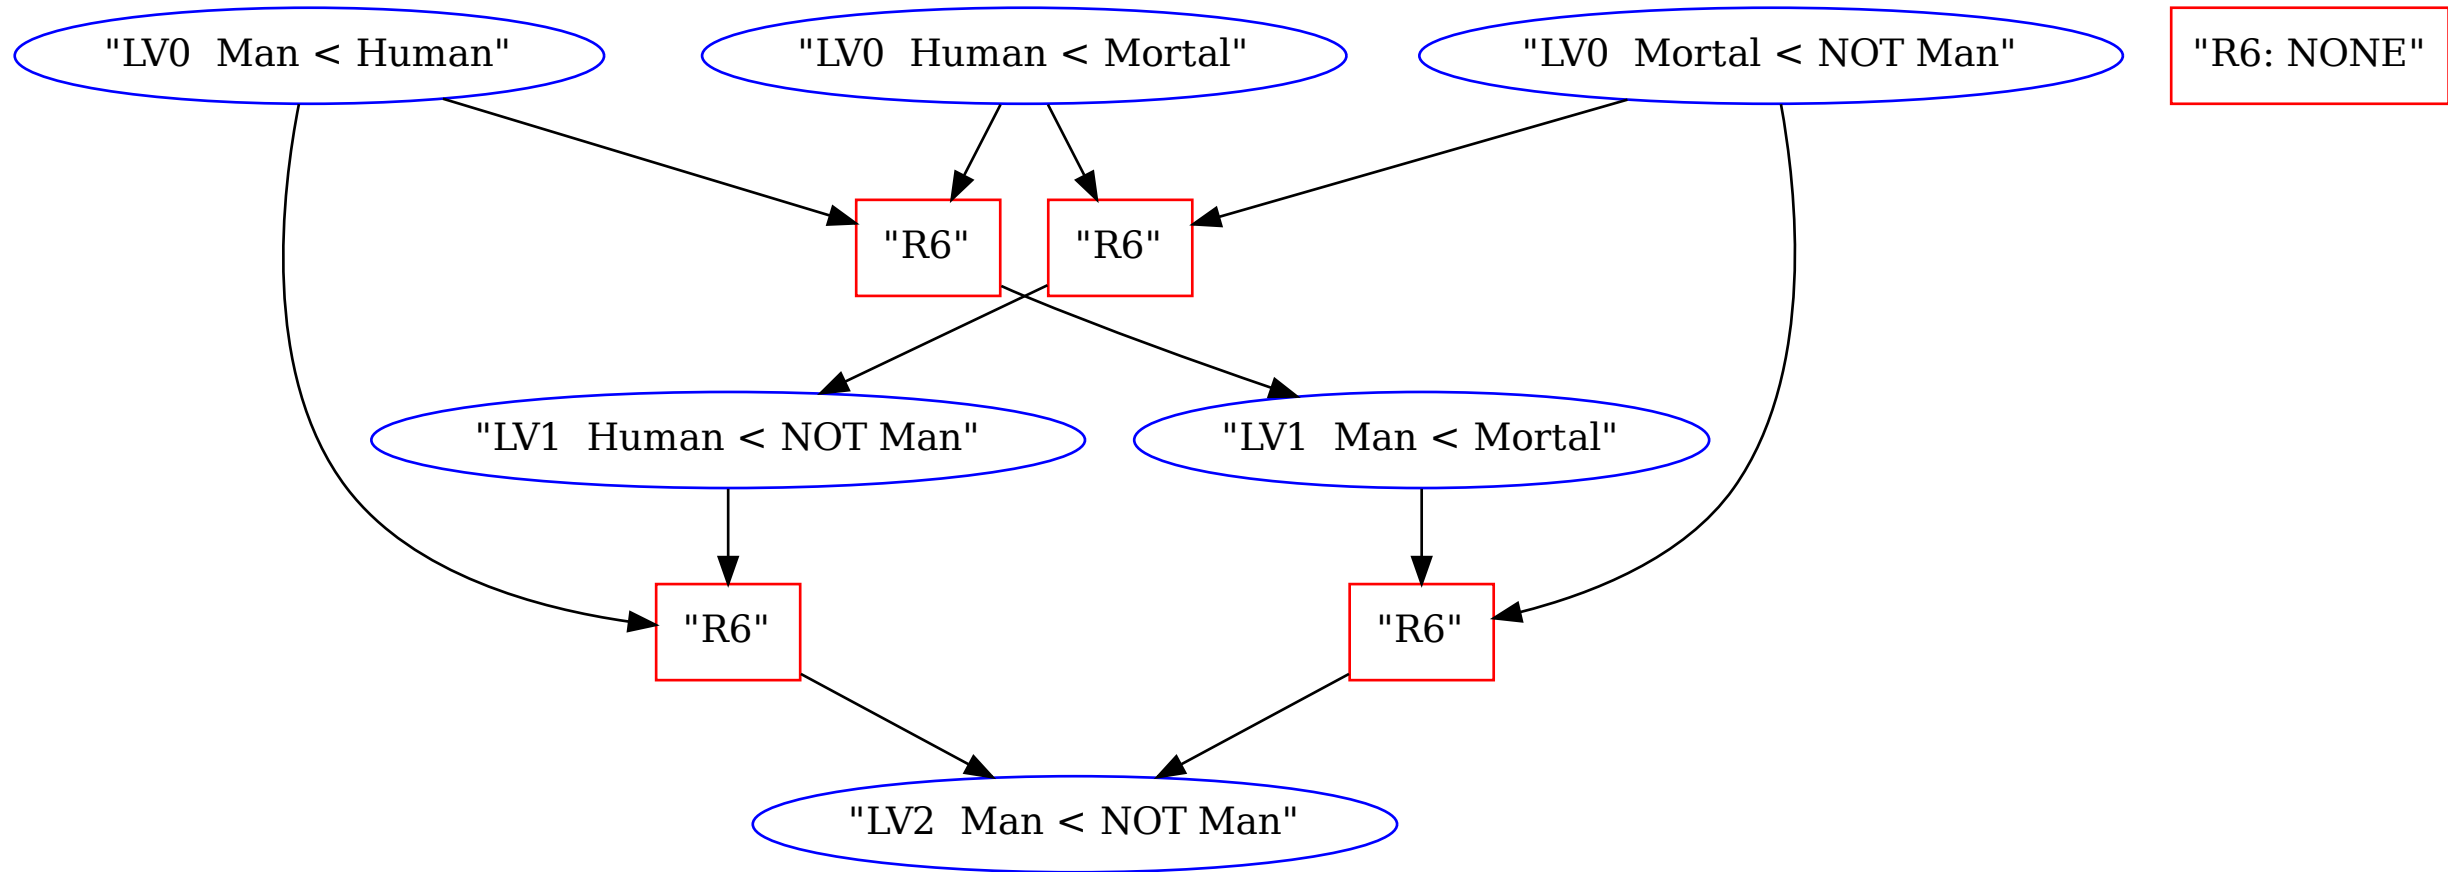 "LV0  Man < Human"
"LV0  Human < Mortal"
"LV0  Mortal < NOT Man"
"R6: NONE"
"R6"
"R6"
"LV1  Human < NOT Man"
"LV1  Man < Mortal"
"R6"
"R6"
"LV2  Man < NOT Man"